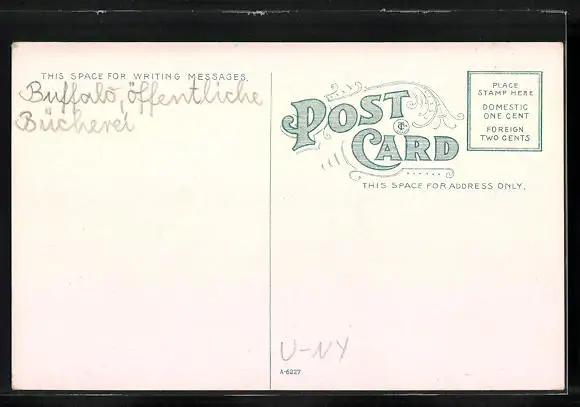 THIS SPACE FOR WRITING MESSAGES.
Buffalo, öffentliche
Bücherei
POST
CARD
THIS SPACE FOR ADDRESS ONLY.
PLACE
STAMP HERE
DOMESTIC
ONE CENT
FOREIGN
TWO CENTS
U-NY
A-6227